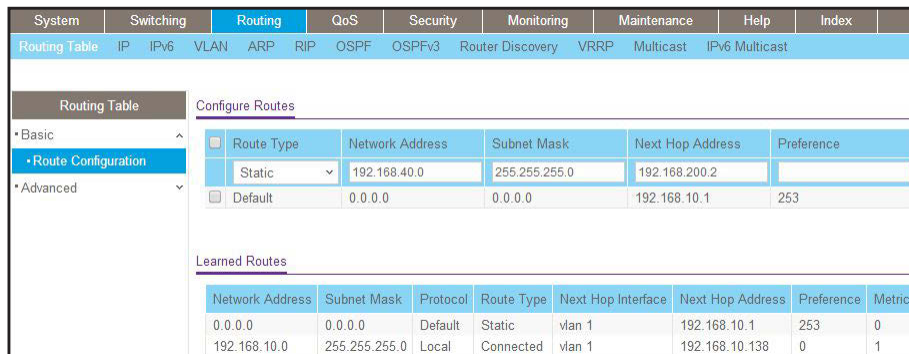 System Switching Routing QoS Security Monitoring Maintenance Help Index
Routing Table IP IPv6 VLAN ARP RIP OSPF OSPFv3 Router Discovery VRRP Multicast IPv6 Multicast
Routing Table
Basic
Route Configuration
Advanced
Configure Routes
Route Type Network Address Subnet Mask Next Hop Address Preference
Static 192.168.40.0 255.255.255.0 192.168.200.2
Default 0.0.0.0 0.0.0.0 192.168.10.1 253
Learned Routes
Network Address Subnet Mask Protocol Route Type Next Hop Interface Next Hop Address Preference Metric
0.0.0.0 0.0.0.0 Default Static vlan 1 192.168.10.1 253 0
192.168.10.0 255.255.255.0 Local Connected vlan 1 192.168.10.138 0 1